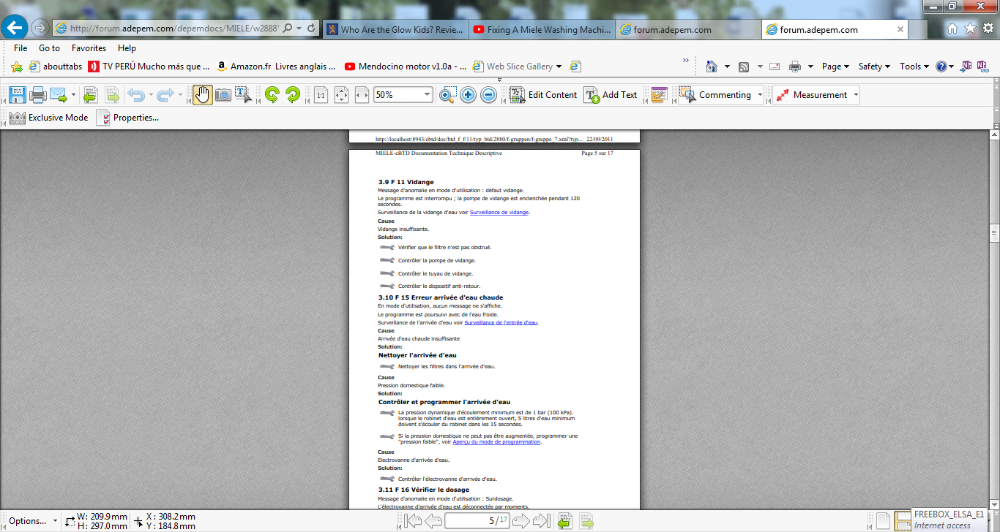 http://forum.adepem.com/depemdocs/MIELE/w2888'
Who Are the Glow Kids? Revie...
Fixing A Miele Washing Machi...
forum.adepem.com
forum.adepem.com
File Go to Favorites Help
abouttabs TV PERÚ Mucho más que ... Amazon.fr Livres anglais ... Mendocino motor v1.0a - ... Web Slice Gallery
Page Safety Tools
50% Edit Content Add Text Commenting Measurement
Exclusive Mode Properties...
http://localhost:8943/ebtd/doc/btd_f_f/11/typ_btd/2880/f-gruppen/f-gruppe_7.xml?typ... 22/09/2011
MIELE-eBTD Documentation Technique Descriptive Page 5 sur 17
3.9 F 11 Vidange
Message d'anomalie en mode d'utilisation : défaut vidange.
Le programme est interrompu ; la pompe de vidange est enclenchée pendant 120
secondes.
Surveillance de la vidange d'eau voir Surveillance de vidange.
Cause
Vidange insuffisante.
Solution:
Vérifier que le filtre n'est pas obstrué.
Contrôler la pompe de vidange.
Contrôler le tuyau de vidange.
Contrôler le dispositif anti-retour.
3.10 F 15 Erreur arrivée d'eau chaude
En mode d'utilisation, aucun message ne s'affiche.
Le programme est poursuivi avec de l'eau froide.
Surveillance de l'arrivée d'eau voir Surveillance de l'entrée d'eau.
Cause
Arrivée d'eau chaude insuffisante
Solution:
Nettoyer l'arrivée d'eau
Nettoyer les filtres dans l'arrivée d'eau.
Cause
Pression domestique faible.
Solution:
Contrôler et programmer l'arrivée d'eau
La pression dynamique d'écoulement minimum est de 1 bar (100 kPa).
lorsque le robinet d'eau est entièrement ouvert, 5 litres d'eau minimum
doivent s'écouler du robinet dans les 15 secondes.
Si la pression domestique ne peut pas être augmentée, programmer une
"pression faible", voir Aperçu du mode de programmation.
Cause
Electrovanne d'arrivée d'eau.
Solution:
Contrôler l'électrovanne d'arrivée d'eau.
3.11 F 16 Vérifier le dosage
Message d'anomalie en mode d'utilisation : Surdosage.
L'électrovanne d'arrivée d'eau est déconnectée par moments.
Options... W: 209.9mm X : 308.2mm
H: 297.0mm Y : 184.8mm
5 / 17
FREEBOX_ELSA_E1
Internet access